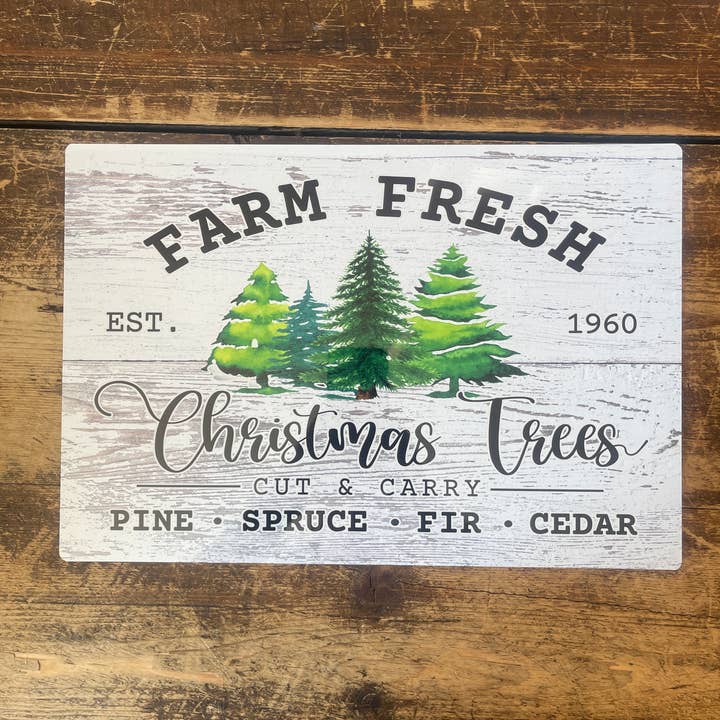 FARM FRESH
EST. 1960
Christmas Trees
CUT & CARRY
PINE · SPRUCE · FIR · CEDAR